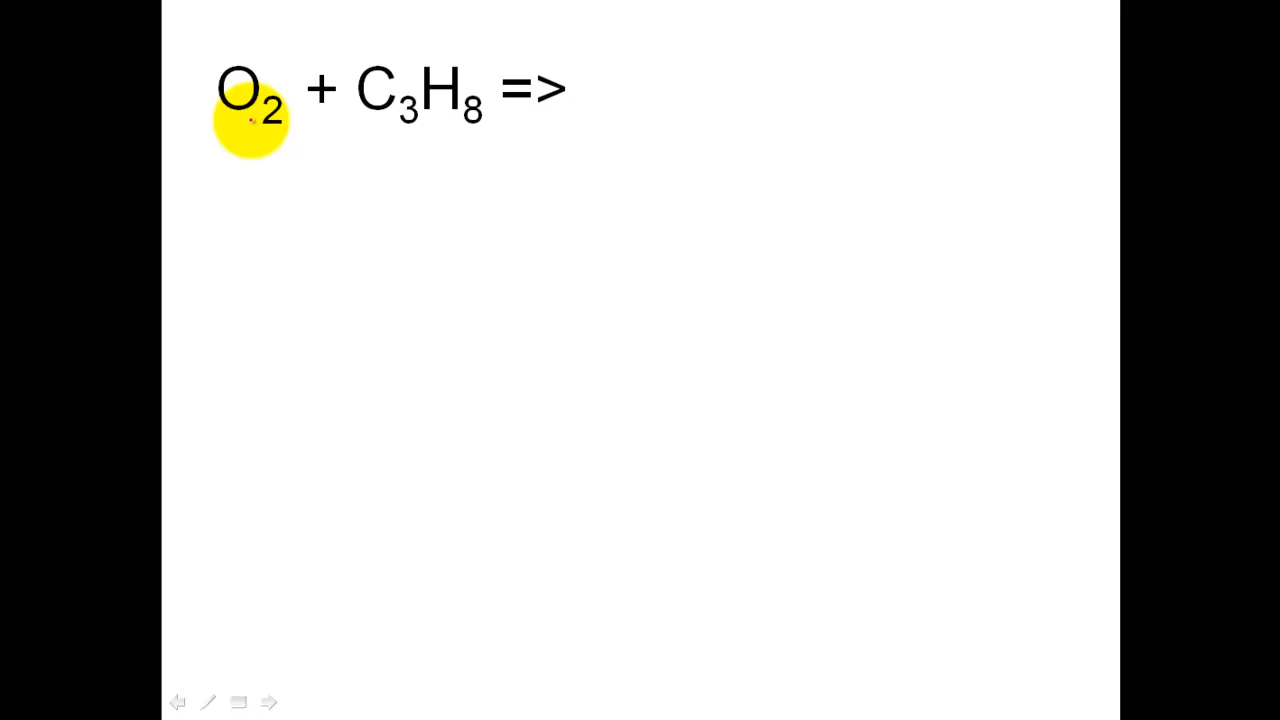 O₂ + C₃H₈ =>